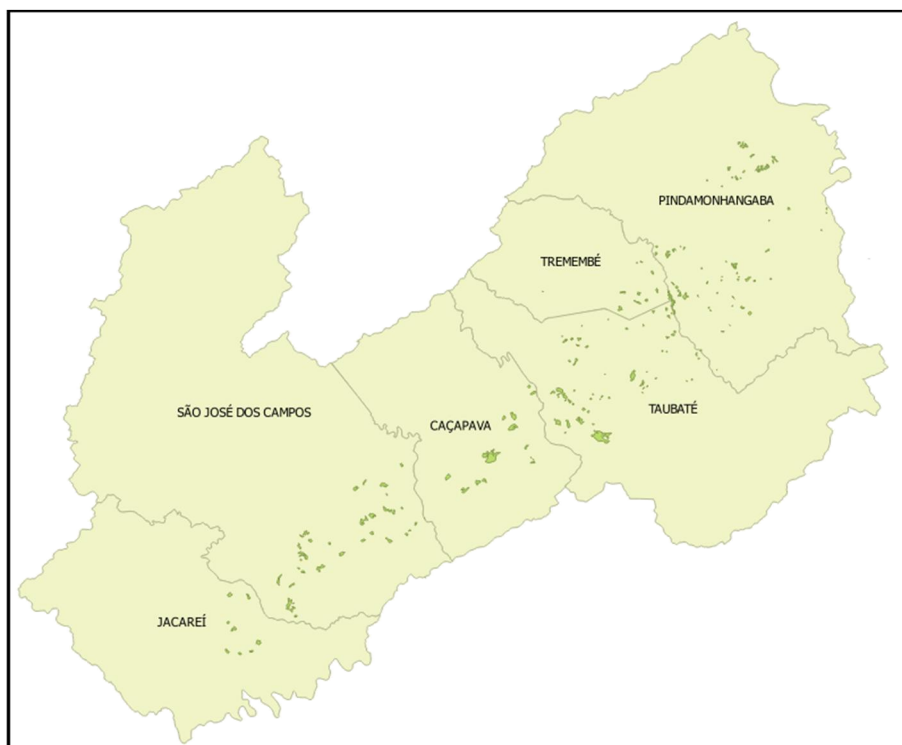 PINDAMONHANGABA
TREMEMBÉ
TAUBATÉ
SÃO JOSÉ DOS CAMPOS
CAÇAPAVA
JACAREÍ